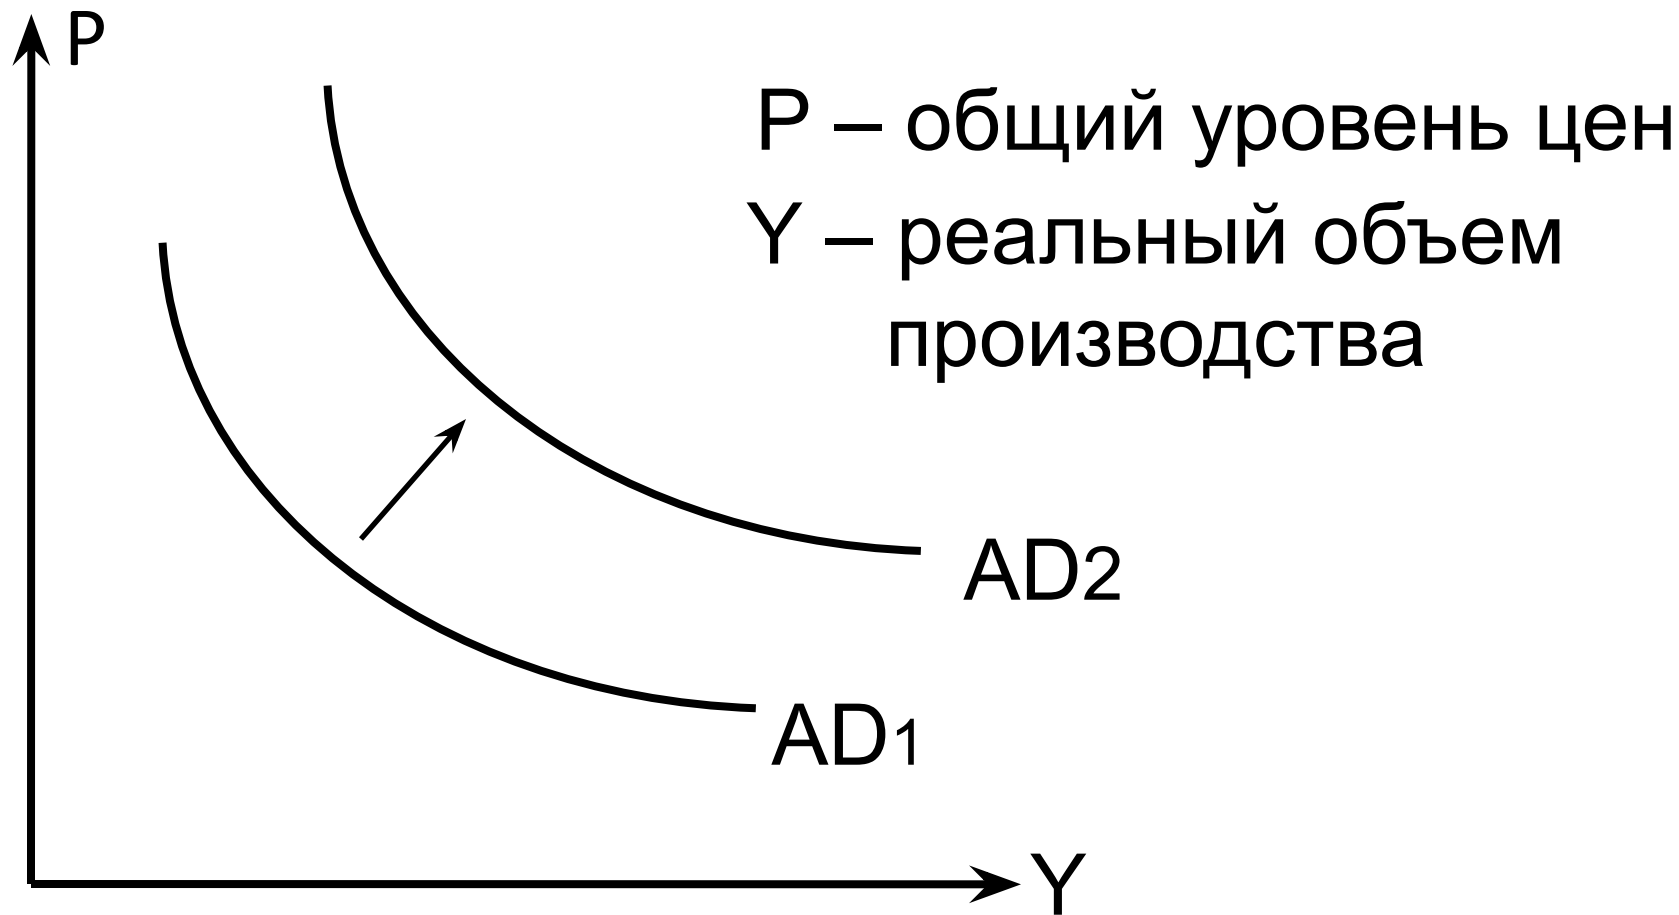 P
P – общий уровень цен
Y – реальный объем
производства
AD2
AD1
Y